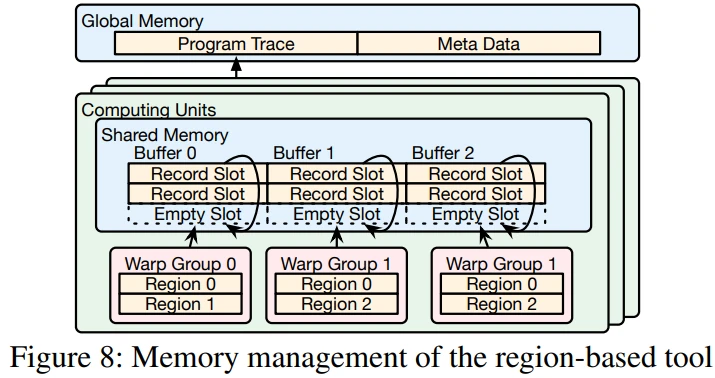 Global Memory
Program Trace Meta Data
Computing Units
Shared Memory
Buffer 0 Buffer 1 Buffer 2
Record Slot Record Slot Record Slot
Record Slot Record Slot Record Slot
Empty Slot Empty Slot Empty Slot
Warp Group 0 Warp Group 1 Warp Group 1
Region 0 Region 0 Region 0
Region 1 Region 2 Region 2
Figure 8: Memory management of the region-based tool